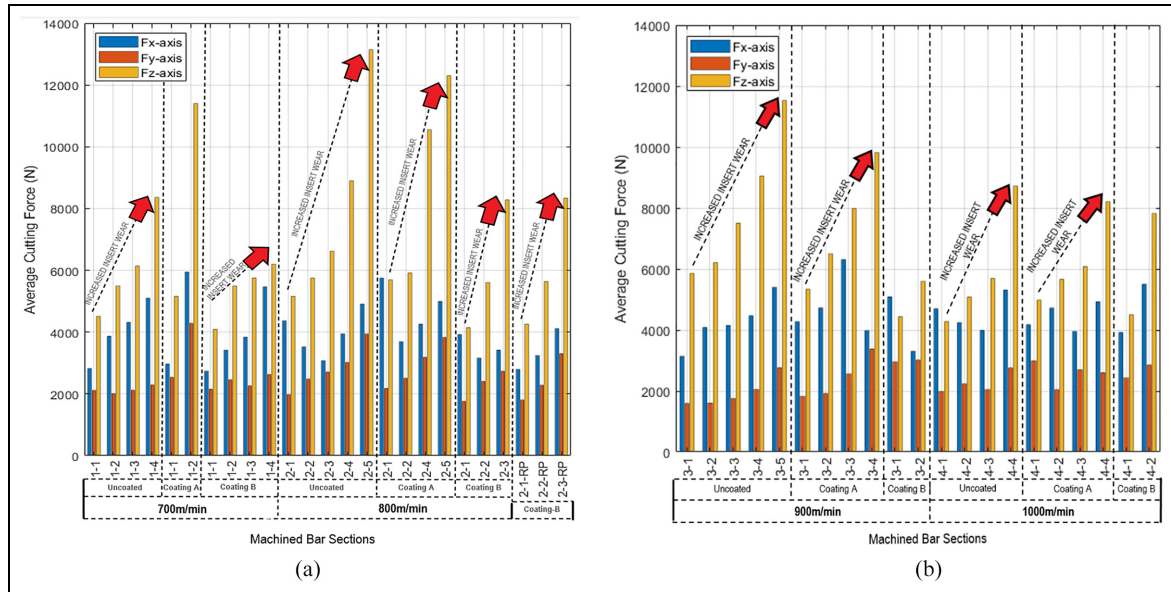 14000
12000
10000
8000
6000
4000
2000
0
Average Cutting Force (N)
Fx-axis
Fy-axis
Fz-axis
INCREASED INSERT WEAR
INCREASED
INSERT WEAR
INCREASED INSERT WEAR
INCREASED INSERT WEAR
INCREASED INSERT WEAR
INCREASED INSERT WEAR
1-1
1-2
1-3
1-4
1-1
1-2
1-1
1-2
1-3
1-4
2-1
2-2
2-3
2-4
2-5
2-1
2-2
2-4
2-5
2-1
2-2
2-3
2-1-RP
2-2-RP
2-3-RP
Uncoated
Coating A
Coating B
Uncoated
Coating A
Coating B
Coating-B
700m/min
800m/min
Machined Bar Sections
(a)
14000
12000
10000
8000
6000
4000
2000
0
Average Cutting Force (N)
Fx-axis
Fy-axis
Fz-axis
INCREASED INSERT WEAR
INCREASED INSERT WEAR
INCREASED INSERT
WEAR
INCREASED INSERT
WEAR
3-1
3-2
3-3
3-4
3-5
3-1
3-2
3-3
3-4
3-1
3-2
4-1
4-2
4-3
4-4
4-1
4-2
4-3
4-4
4-1
4-2
Uncoated
Coating A
Coating B
Uncoated
Coating A
Coating B
900m/min
1000m/min
Machined Bar Sections
(b)